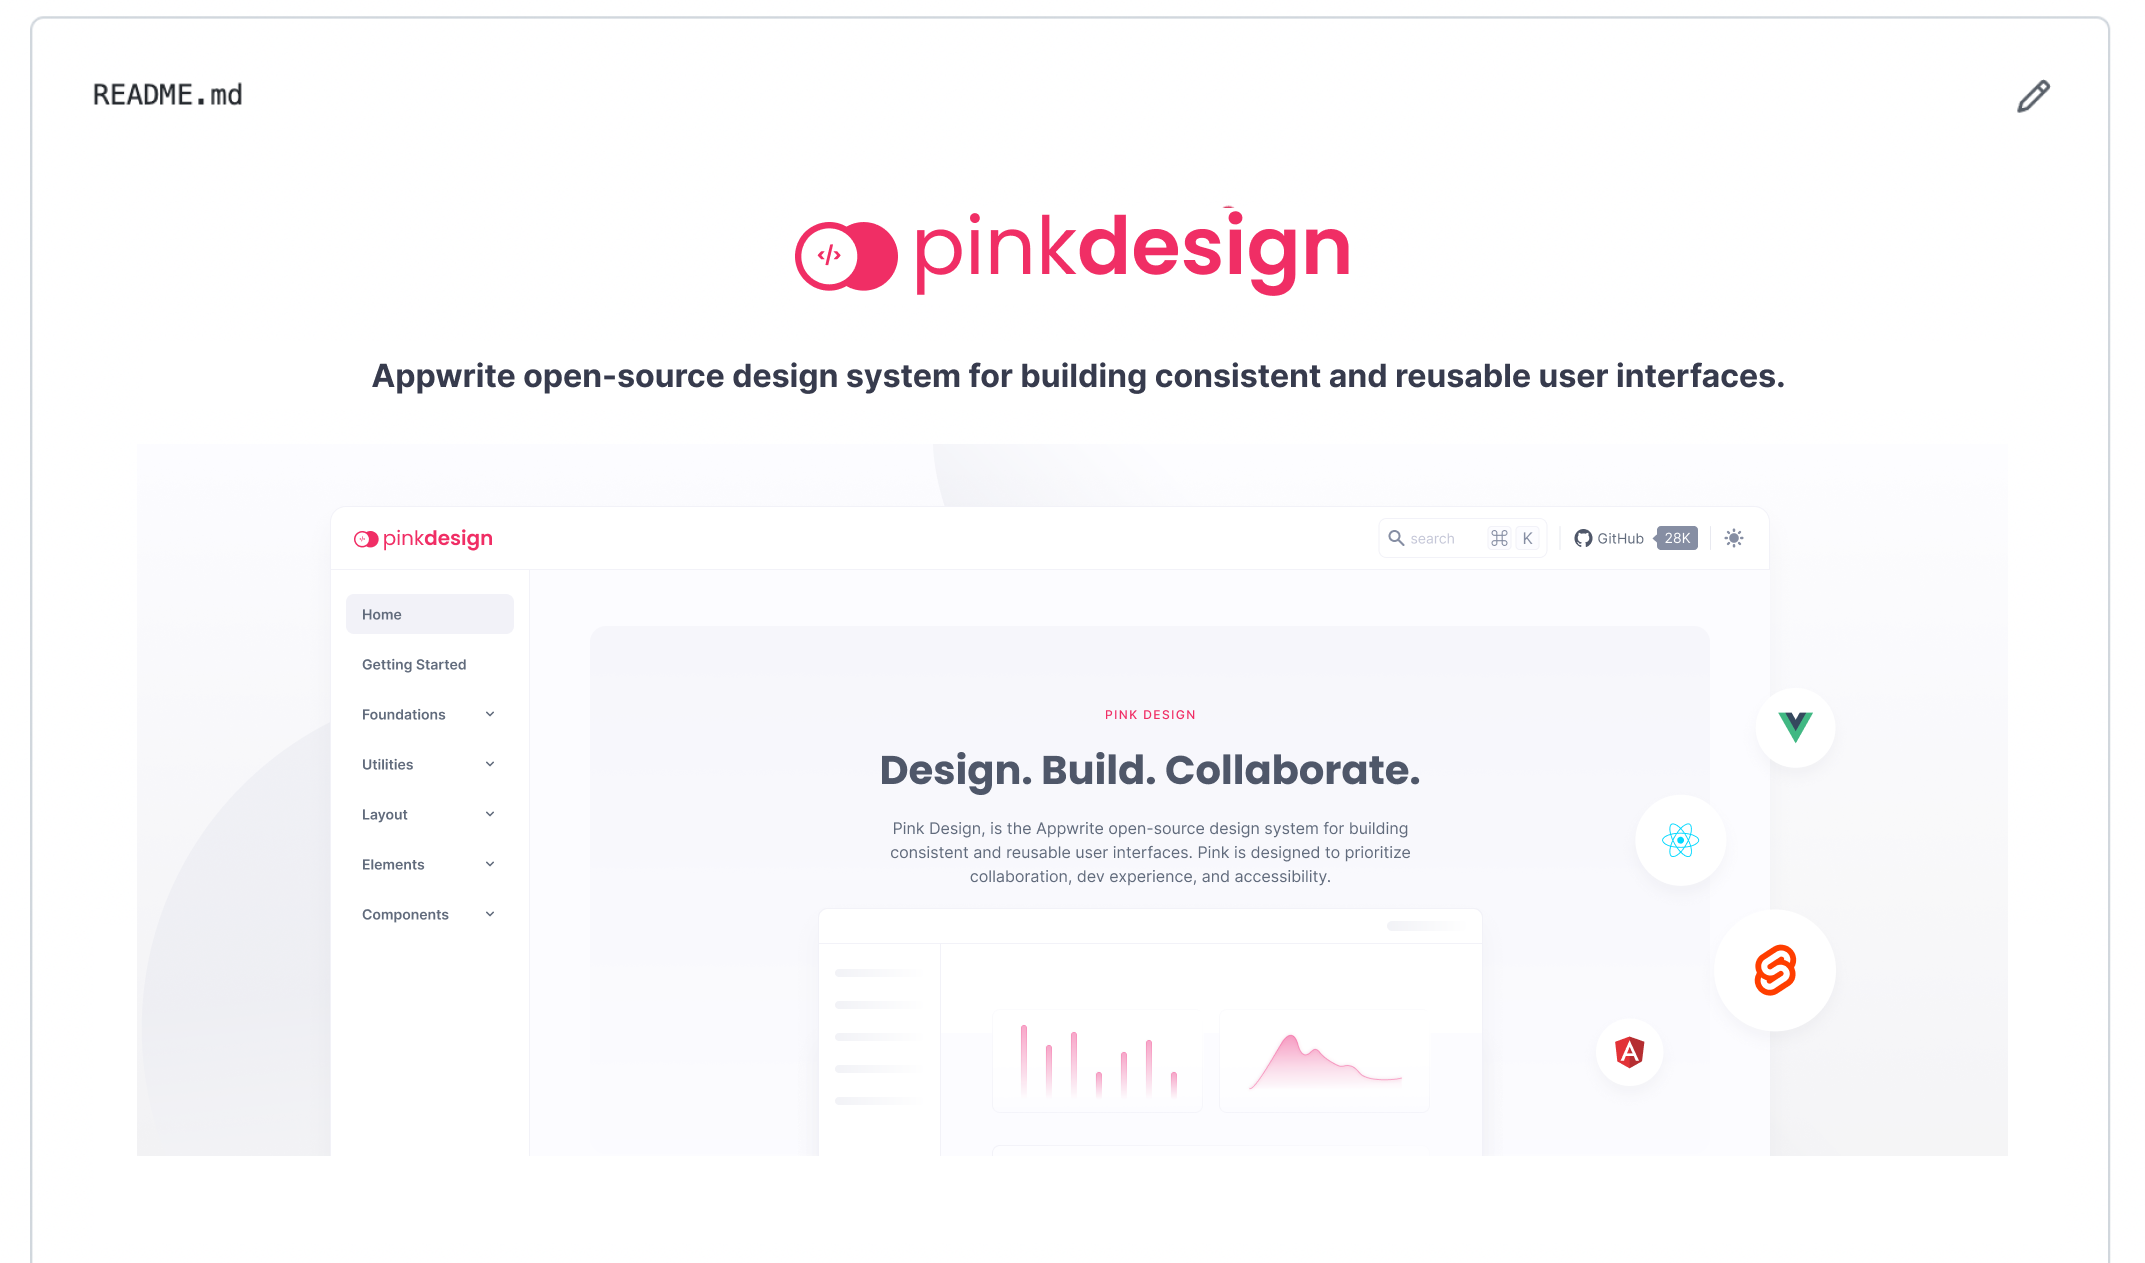 README.md
</> pinkdesign
Appwrite open-source design system for building consistent and reusable user interfaces.
pinkdesign
search ⌘ K
GitHub 28K
Home
Getting Started
Foundations
Utilities
Layout
Elements
Components
PINK DESIGN
Design. Build. Collaborate.
Pink Design, is the Appwrite open-source design system for building
consistent and reusable user interfaces. Pink is designed to prioritize
collaboration, dev experience, and accessibility.